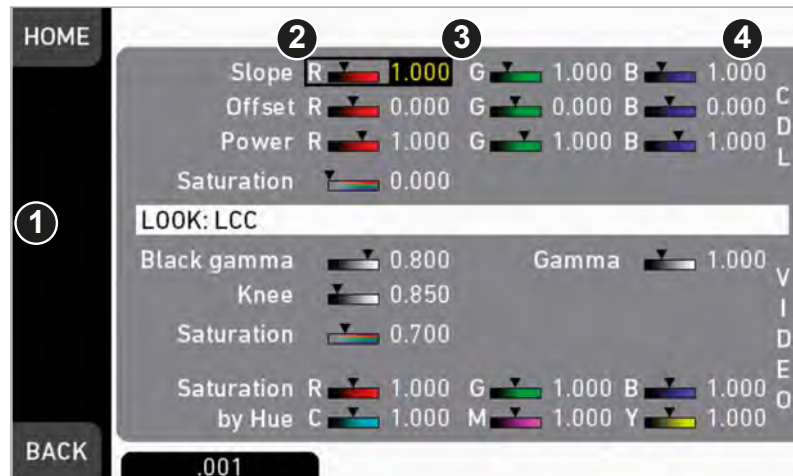 HOME
2 3 4
Slope R 1.000 G 1.000 B 1.000
Offset R 0.000 G 0.000 B 0.000
Power R 1.000 G 1.000 B 1.000
CDL
Saturation 0.000
1
LOOK: LCC
Black gamma 0.800 Gamma 1.000
Knee 0.850
Saturation 0.700
VIDEO
Saturation R 1.000 G 1.000 B 1.000
by Hue C 1.000 M 1.000 Y 1.000
BACK
.001